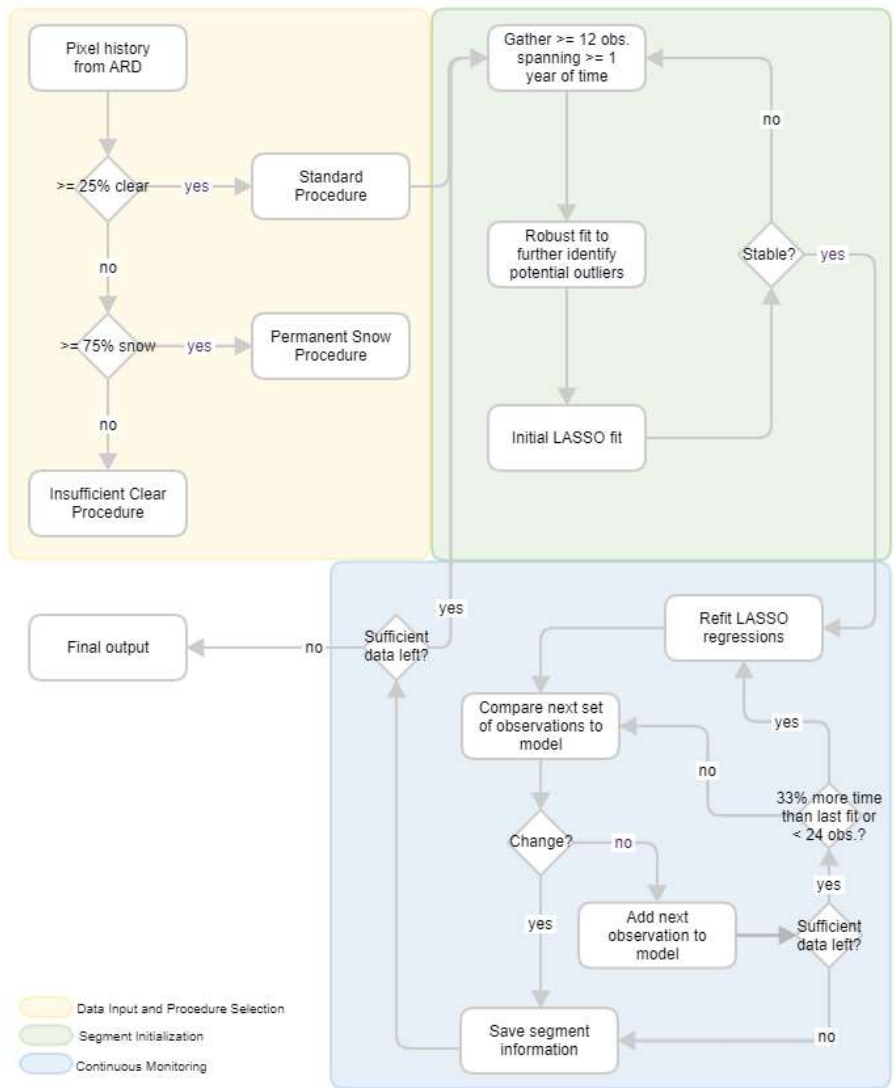 Pixel history
from ARD
>= 25% clear
yes
Standard
Procedure
no
>= 75% snow
yes
Permanent Snow
Procedure
no
Insufficient Clear
Procedure
Gather >= 12 obs.
spanning >= 1
year of time
no
Robust fit to
further identify
potential outliers
Stable?
yes
Initial LASSO fit
yes
Final output
no
Sufficient
data left?
Refit LASSO
regressions
Compare next set
of observations to
model
yes
no
33% more time
than last fit or
< 24 obs.?
Change?
no
yes
yes
Add next
observation to
model
Sufficient
data left?
no
Save segment
information
Data Input and Procedure Selection
Segment Initialization
Continuous Monitoring